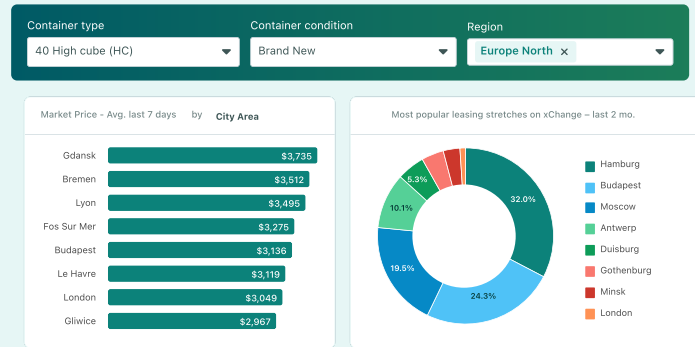 Container type
Container condition
Region
40 High cube (HC)
Brand New
Europe North ×
Market Price - Avg. last 7 days by City Area
Gdansk $3,735
Bremen $3,512
Lyon $3,495
Fos Sur Mer $3,275
Budapest $3,136
Le Havre $3,119
London $3,049
Gliwice $2,967
Most popular leasing stretches on xChange – last 2 mo.
32.0%
24.3%
19.5%
10.1%
5.3%
Hamburg
Budapest
Moscow
Antwerp
Duisburg
Gothenburg
Minsk
London